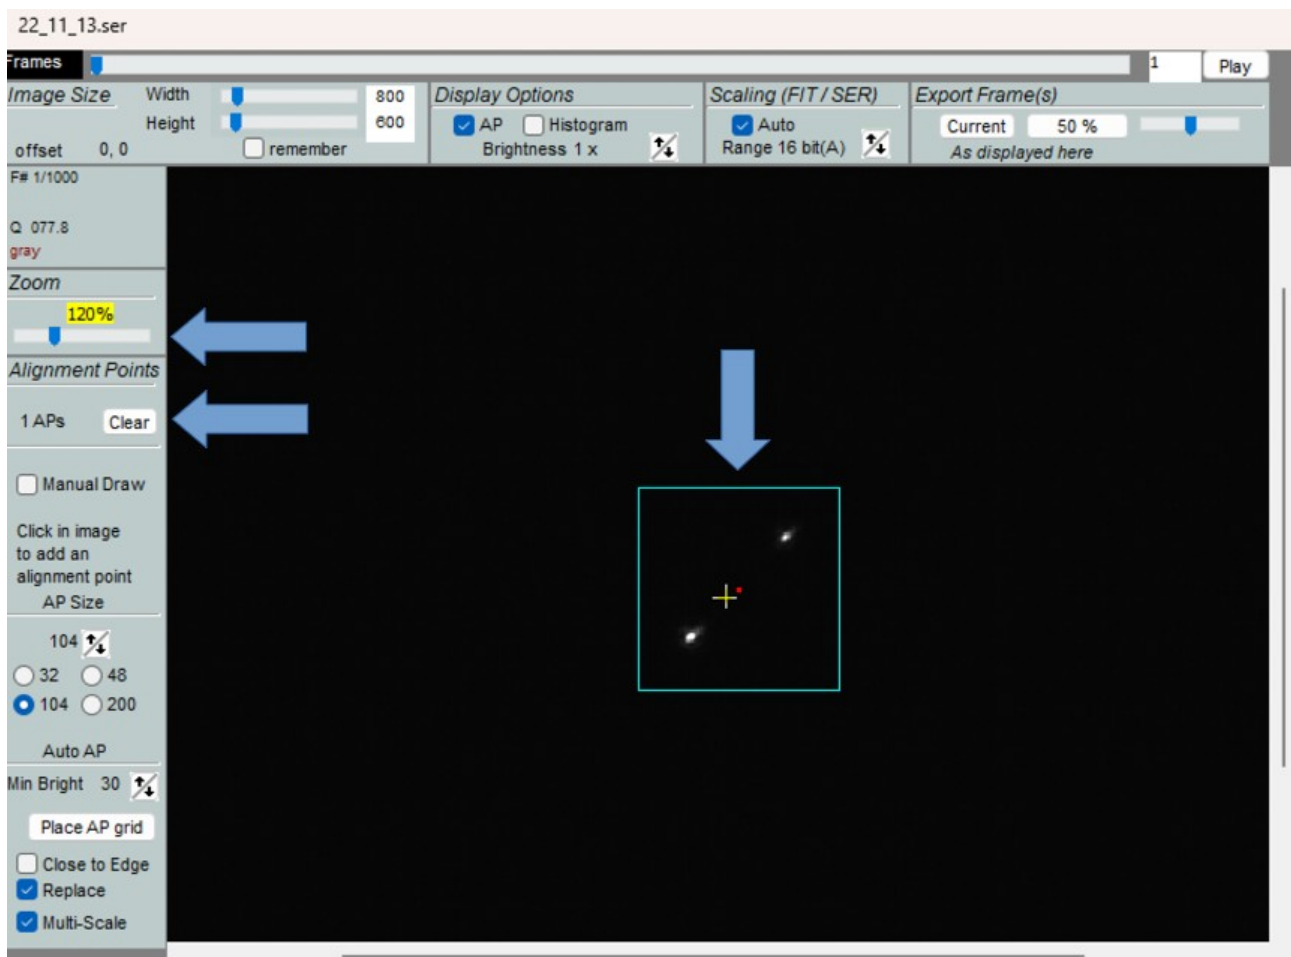 22_11_13.ser
Frames 1 Play
Image Size Width 800
Height 600
offset 0, 0 remember
Display Options
AP Histogram
Brightness 1 x
Scaling (FIT / SER)
Auto
Range 16 bit(A)
Export Frame(s)
Current 50 %
As displayed here
F# 1/1000
Q 077.8
gray
Zoom
120%
Alignment Points
1 APs Clear
Manual Draw
Click in image
to add an
alignment point
AP Size
104
32 48
104 200
Auto AP
Min Bright 30
Place AP grid
Close to Edge
Replace
Multi-Scale